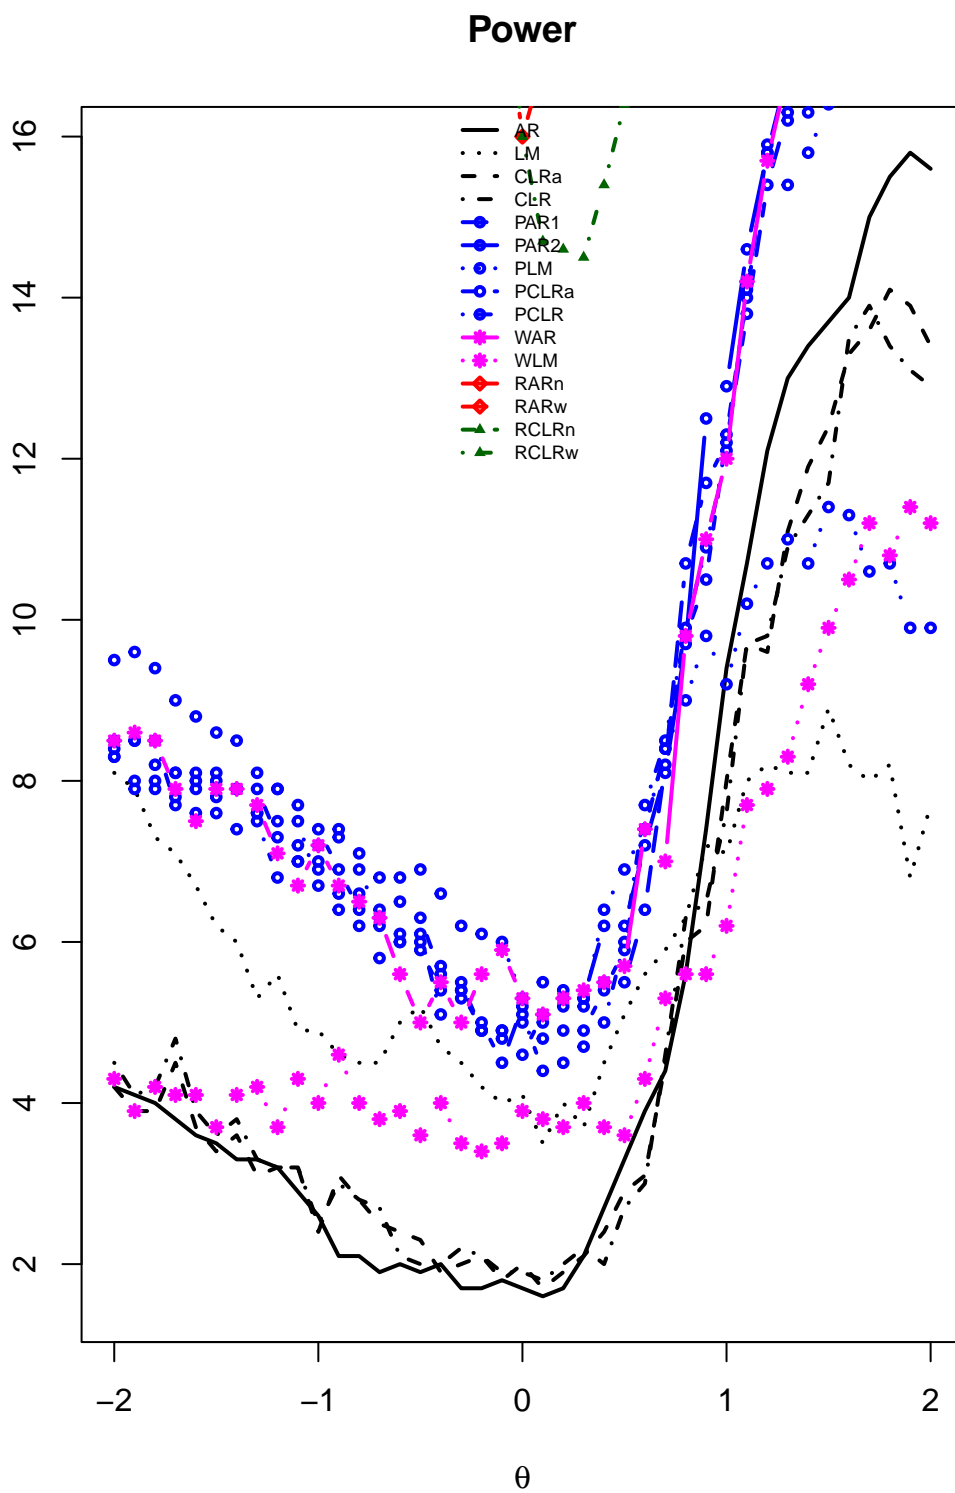 Power
16
14
12
10
8
6
4
2
AR
LM
CLRa
CLR
PAR1
PAR2
PLM
PCLRa
PCLR
WAR
WLM
RARn
RARw
RCLRn
RCLRw
−2 −1 0 1 2
θ